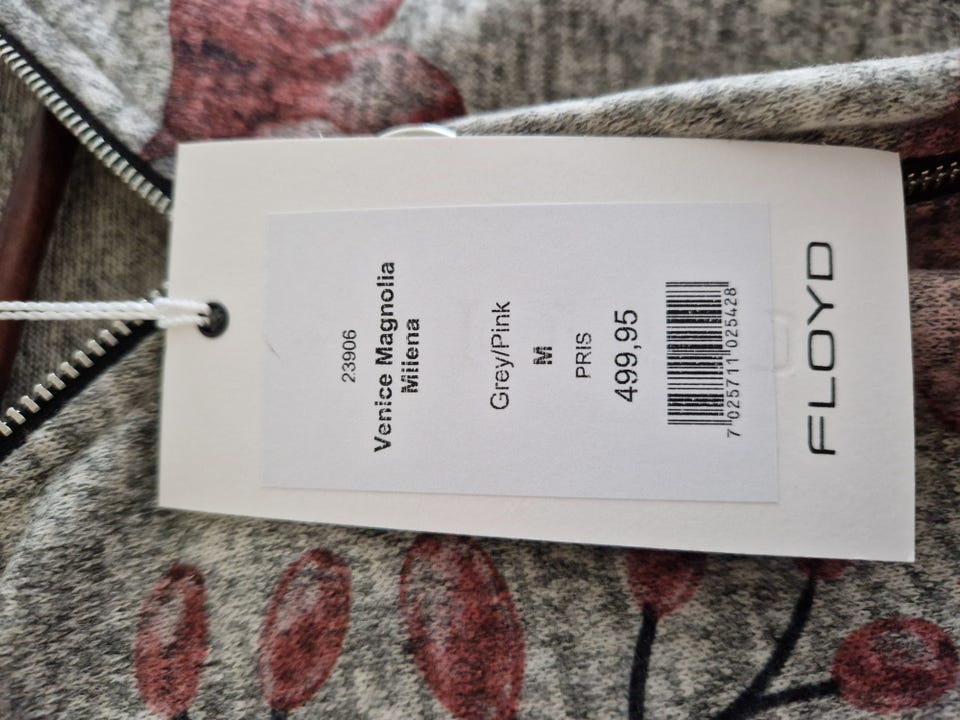 23906
Venice Magnolia
Milena
Grey/Pink
M
PRIS
499,95
7 025711 025428
FLOYD